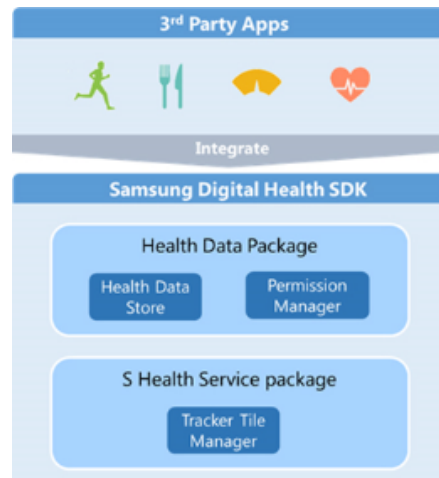 3rd Party Apps
Integrate
Samsung Digital Health SDK
Health Data Package
Health Data
Store
Permission
Manager
S Health Service package
Tracker Tile
Manager